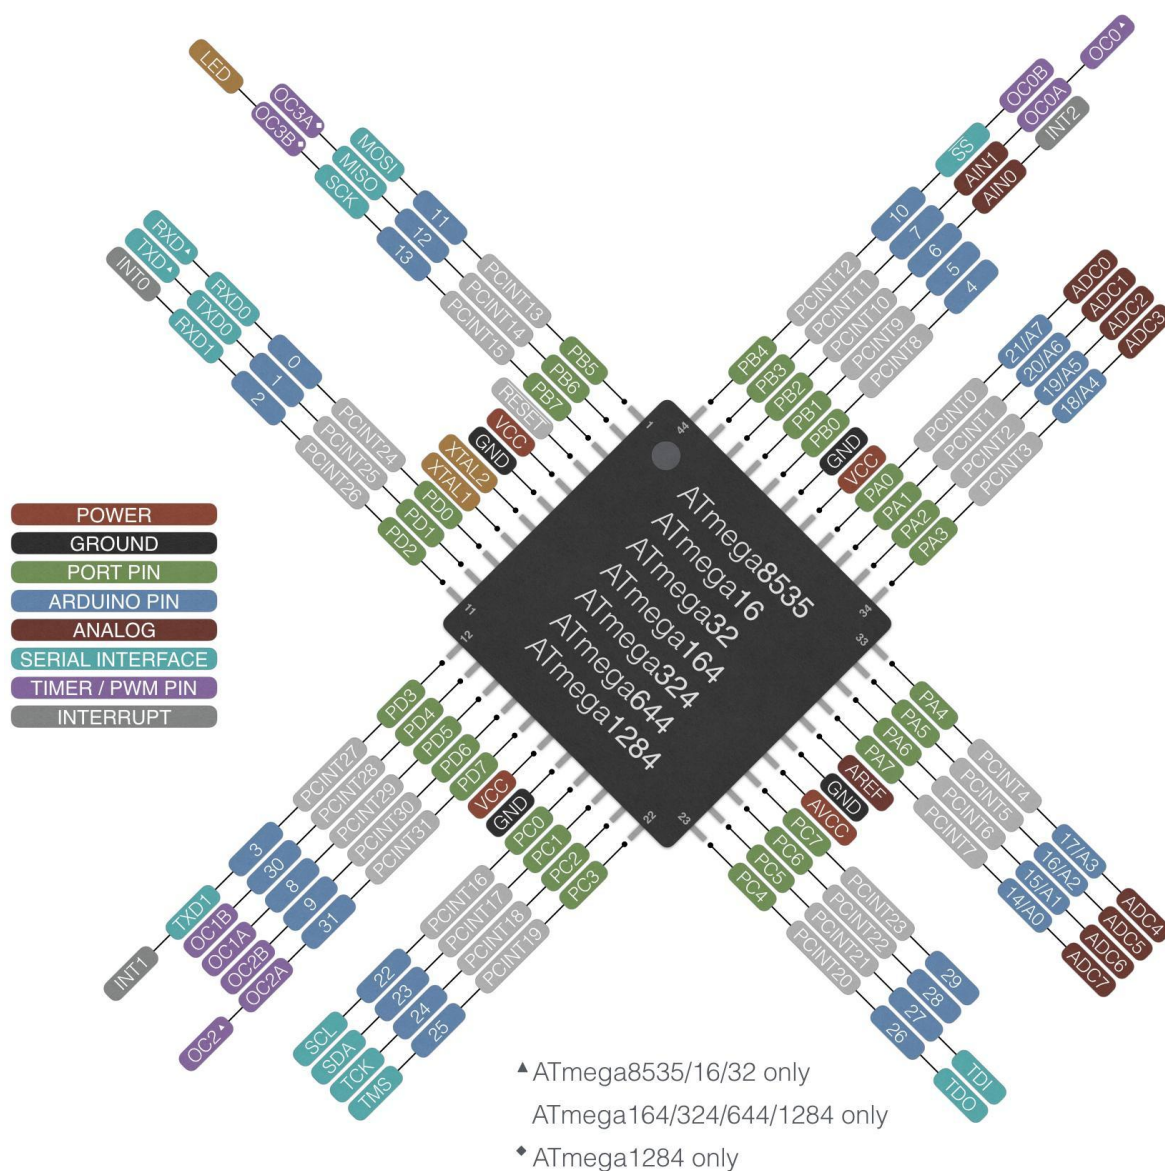 LED
OC3A◆
OC3B◆
MOSI
MISO
SCK
11
12
13
PCINT13
PCINT14
PCINT15
PB5
PB6
PB7
RESET
VCC
GND
XTAL2
XTAL1
RXD▲
TXD▲
INT0
RXD0
TXD0
RXD1
0
1
2
PCINT24
PCINT25
PCINT26
PD0
PD1
PD2
OC0▲
OC0B
OC0A
INT2
SS
AIN1
AIN0
10
7
6
5
4
PCINT12
PCINT11
PCINT10
PCINT9
PCINT8
PB4
PB3
PB2
PB1
PB0
GND
VCC
ADC0
ADC1
ADC2
ADC3
21/A7
20/A6
19/A5
18/A4
PCINT0
PCINT1
PCINT2
PCINT3
PA0
PA1
PA2
PA3
1
44
11
12
34
33
22
23
ATmega8535
ATmega16
ATmega32
ATmega164
ATmega324
ATmega644
ATmega1284
POWER
GROUND
PORT PIN
ARDUINO PIN
ANALOG
SERIAL INTERFACE
TIMER / PWM PIN
INTERRUPT
PD3
PD4
PD5
PD6
PD7
VCC
GND
PC0
PC1
PC2
PC3
PCINT27
PCINT28
PCINT29
PCINT30
PCINT31
3
30
8
9
31
TXD1
OC1B
OC1A
OC2B
OC2A
INT1
OC2▲
PCINT16
PCINT17
PCINT18
PCINT19
22
23
24
25
SCL
SDA
TCK
TMS
PA4
PA5
PA6
PA7
AREF
GND
AVCC
PC7
PC6
PC5
PC4
PCINT4
PCINT5
PCINT6
PCINT7
17/A3
16/A2
15/A1
14/A0
ADC4
ADC5
ADC6
ADC7
PCINT23
PCINT22
PCINT21
PCINT20
29
28
27
26
TDI
TDO
▲ ATmega8535/16/32 only
ATmega164/324/644/1284 only
◆ ATmega1284 only